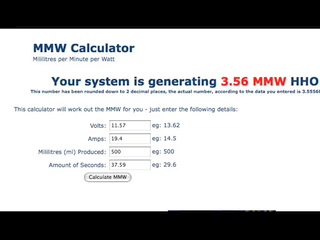 MMW Calculator
Mililitres per Minute per Watt
Your system is generating 3.56 MMW HHO
This number has been rounded down to 2 decimal places, the actual number, according to the data you entered is 3.5556
This calculator will work out the MMW for you - just enter the following details:
Volts: 11.57 eg: 13.62
Amps: 19.4 eg: 14.5
Mililitres (ml) Produced: 500 eg: 500
Amount of Seconds: 37.59 eg: 29.6
Calculate MMW